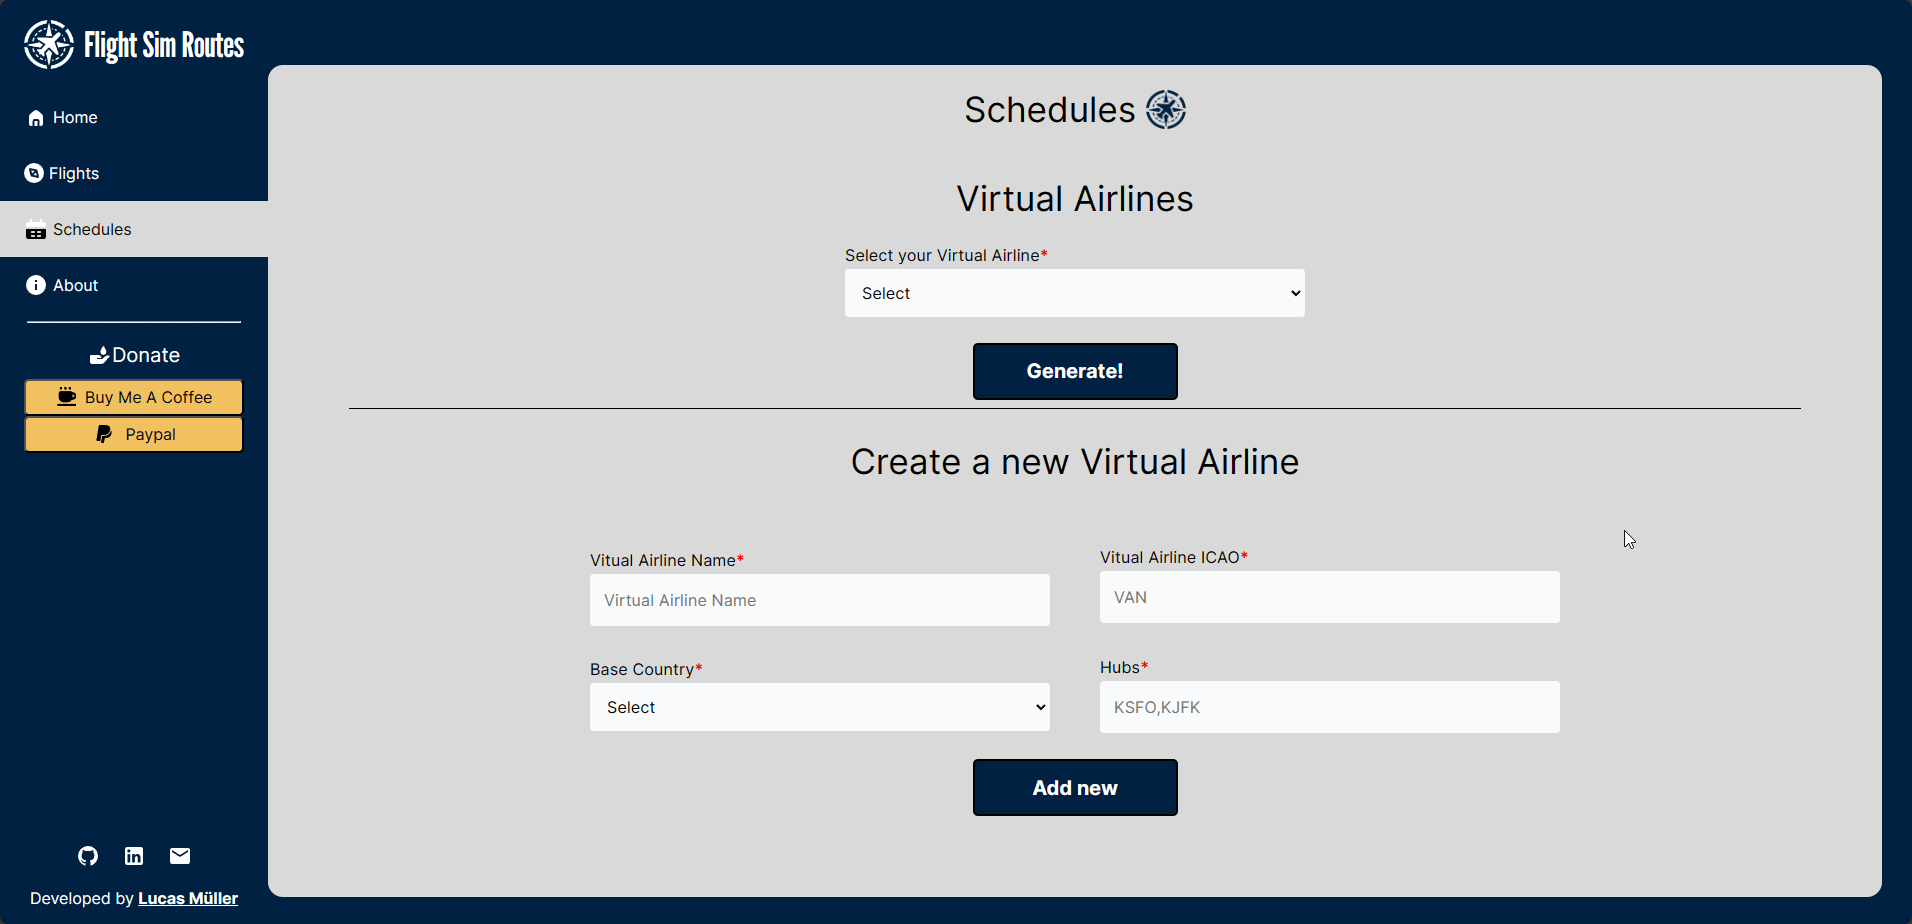 Flight Sim Routes
Home
Flights
Schedules
About
Donate
Buy Me A Coffee
Paypal
Developed by Lucas Müller
Schedules
Virtual Airlines
Select your Virtual Airline*
Select
Generate!
Create a new Virtual Airline
Vitual Airline Name*
Virtual Airline Name
Vitual Airline ICAO*
VAN
Base Country*
Select
Hubs*
KSFO,KJFK
Add new